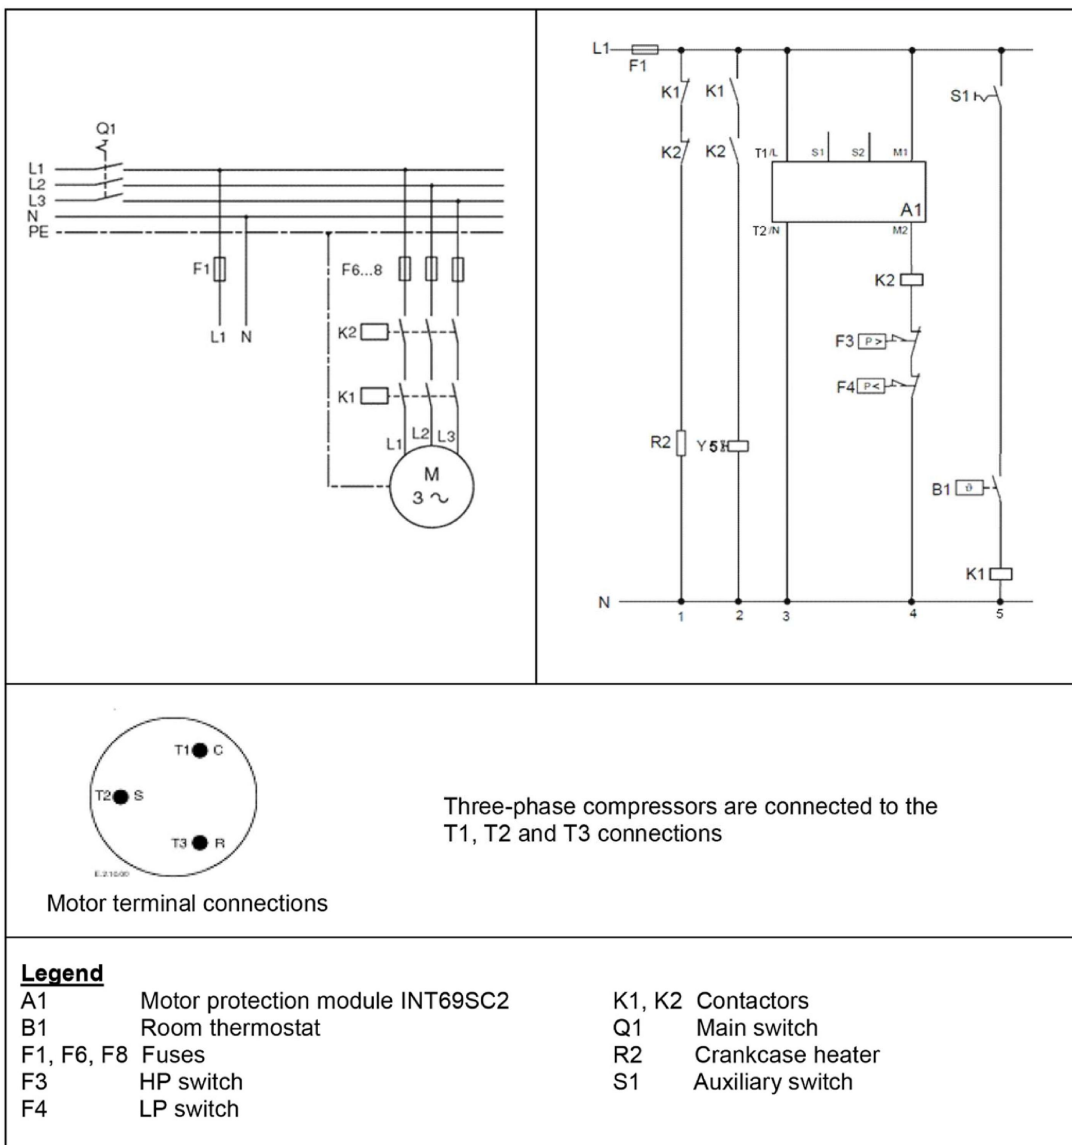 Q1
L1
L2
L3
N
PE
F1
F6...8
L1 N
K2
K1
L1 L2 L3
M
3 ~
L1
F1
K1 K1
S1
K2 K2
T1/L S1 S2 M1
A1
T2/N M2
K2
F3 P>
F4 P<
R2
B1 θ
K1
N
1 2 3 4 5
T1 C
T2 S
T3 R
E.2.10/00
Motor terminal connections
Three-phase compressors are connected to the
T1, T2 and T3 connections
Legend
A1 Motor protection module INT69SC2
B1 Room thermostat
F1, F6, F8 Fuses
F3 HP switch
F4 LP switch
K1, K2 Contactors
Q1 Main switch
R2 Crankcase heater
S1 Auxiliary switch